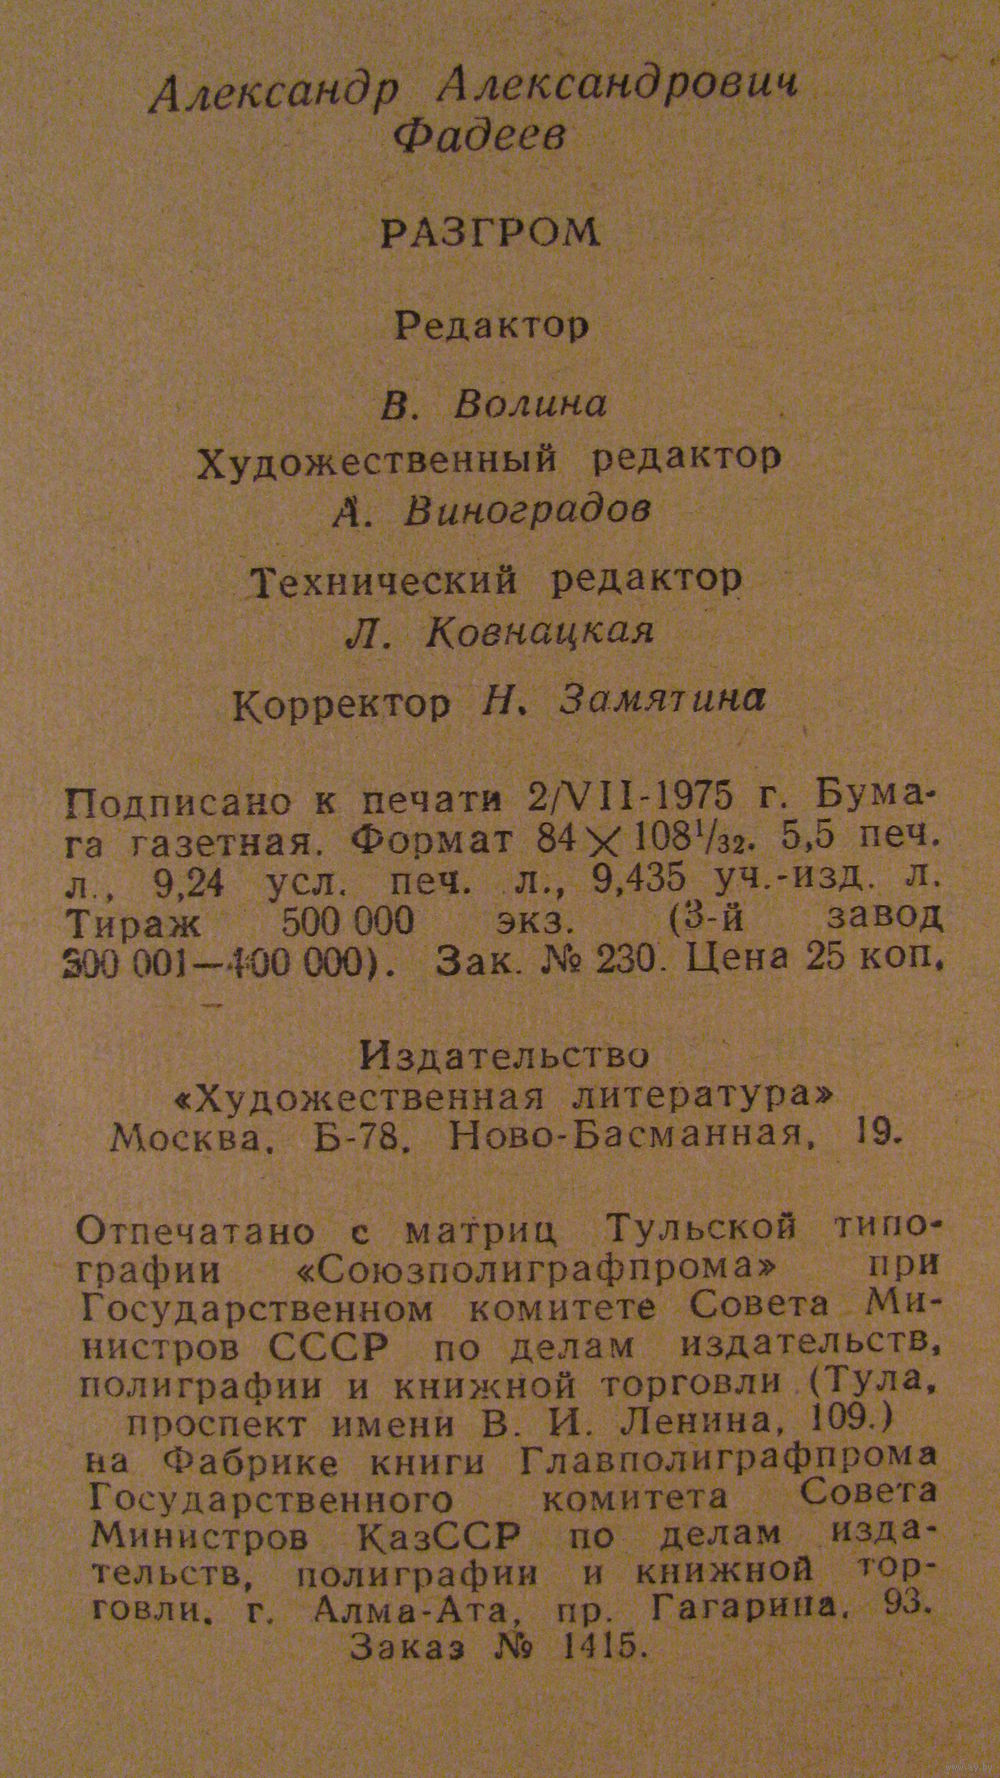 Александр Александрович
Фадеев
РАЗГРОМ
Редактор
В. Волина
Художественный редактор
А. Виноградов
Технический редактор
Л. Ковнацкая
Корректор Н. Замятина
Подписано к печати 2/VII-1975 г. Бума-
га газетная. Формат 84×108¹/₃₂. 5,5 печ.
л., 9,24 усл. печ. л., 9,435 уч.-изд. л.
Тираж 500 000 экз. (3-й завод
300 001—400 000). Зак. № 230. Цена 25 коп.
Издательство
«Художественная литература»
Москва, Б-78, Ново-Басманная, 19.
Отпечатано с матриц Тульской типо-
графии «Союзполиграфпрома» при
Государственном комитете Совета Ми-
нистров СССР по делам издательств,
полиграфии и книжной торговли (Тула,
проспект имени В. И. Ленина, 109.)
на Фабрике книги Главполиграфпрома
Государственного комитета Совета
Министров КазССР по делам изда-
тельств, полиграфии и книжной тор-
говли, г. Алма-Ата, пр. Гагарина, 93.
Заказ № 1415.